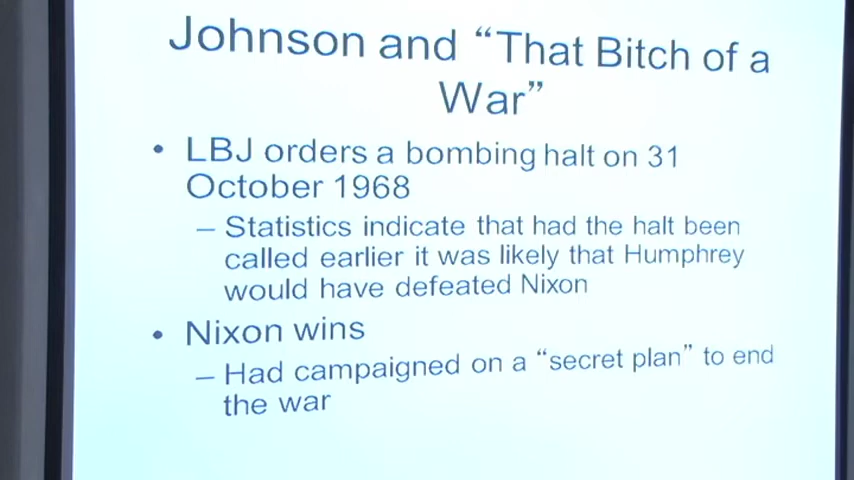 Johnson and “That Bitch of a
War”
• LBJ orders a bombing halt on 31
October 1968
– Statistics indicate that had the halt been
called earlier it was likely that Humphrey
would have defeated Nixon
• Nixon wins
– Had campaigned on a “secret plan” to end
the war